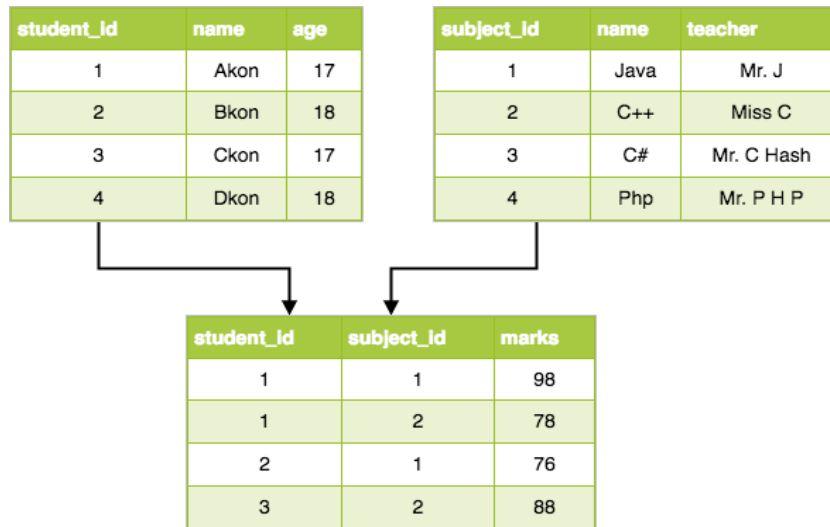 student_id name age
1 Akon 17
2 Bkon 18
3 Ckon 17
4 Dkon 18
subject_id name teacher
1 Java Mr. J
2 C++ Miss C
3 C# Mr. C Hash
4 Php Mr. P H P
student_id subject_id marks
1 1 98
1 2 78
2 1 76
3 2 88